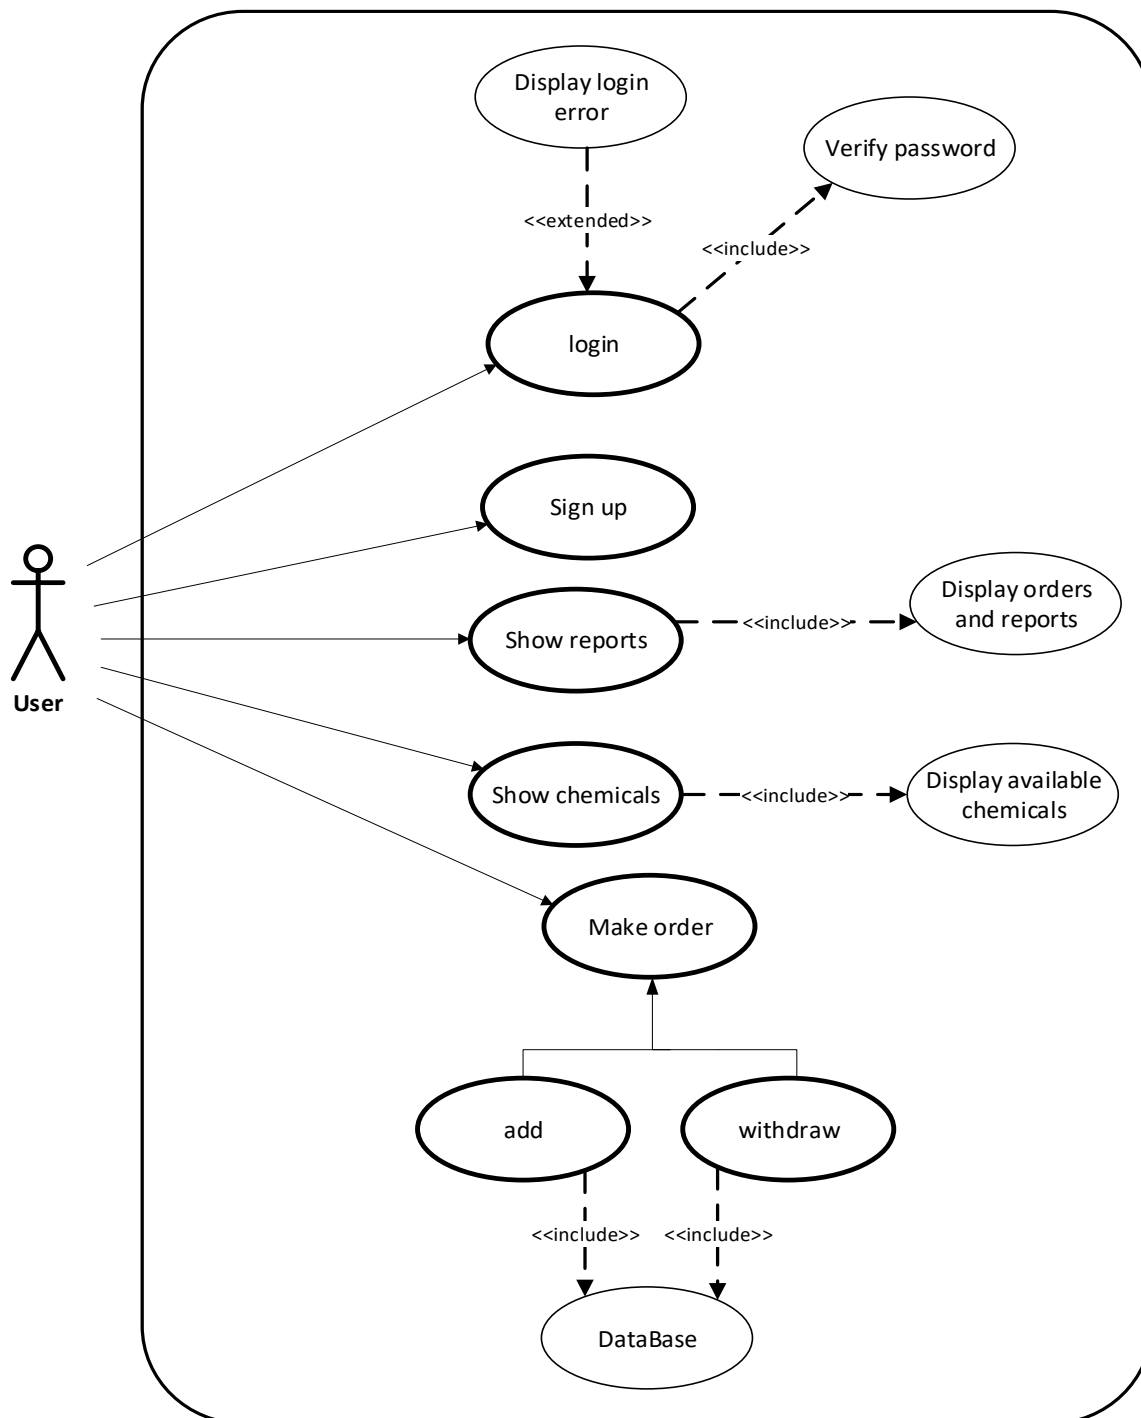 Display login
error
Verify password
<<extended>>
<<include>>
login
Sign up
Display orders
and reports
<<include>>
Show reports
User
Show chemicals
<<include>>
Display available
chemicals
Make order
add
withdraw
<<include>>
<<include>>
DataBase